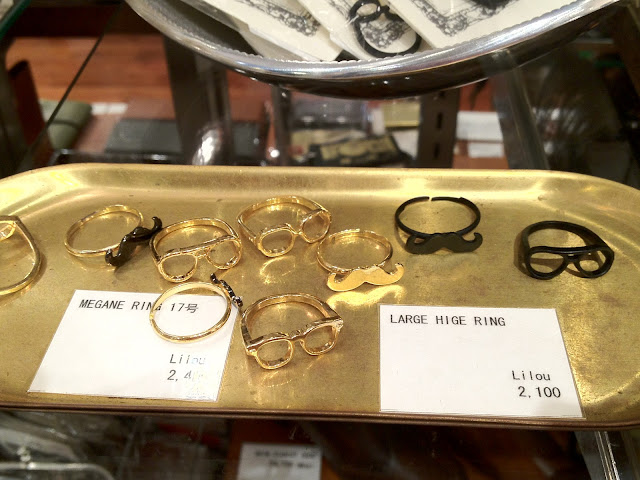 MEGANE RING 17号
Lilou
LARGE HIGE RING
Lilou
2,100